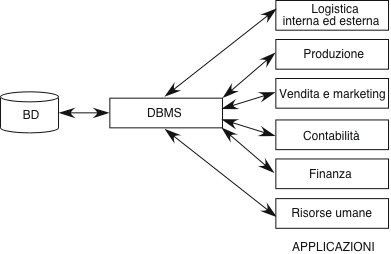 Logistica
interna ed esterna
Produzione
Vendita e marketing
BD
DBMS
Contabilità
Finanza
Risorse umane
APPLICAZIONI